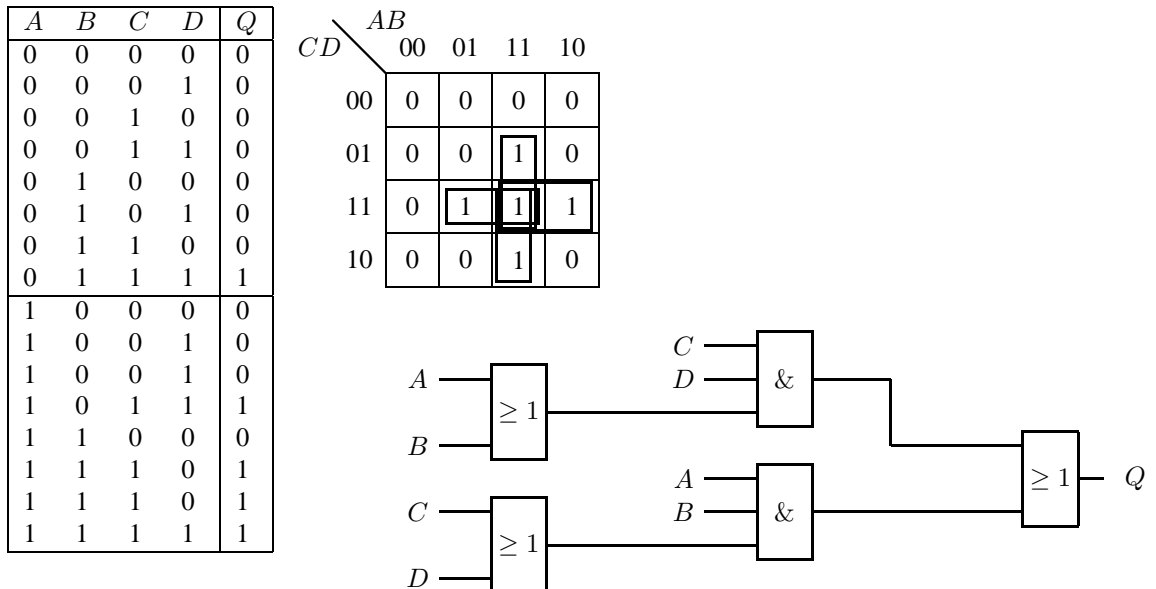 A B C D Q
0 0 0 0 0
0 0 0 1 0
0 0 1 0 0
0 0 1 1 0
0 1 0 0 0
0 1 0 1 0
0 1 1 0 0
0 1 1 1 1
1 0 0 0 0
1 0 0 1 0
1 0 0 1 0
1 0 1 1 1
1 1 0 0 0
1 1 1 0 1
1 1 1 0 1
1 1 1 1 1
AB
CD 00 01 11 10
00 0 0 0 0
01 0 0 1 0
11 0 1 1 1
10 0 0 1 0
C
D &
A
≥ 1
B
A
B &
C
≥ 1
D
≥ 1 Q